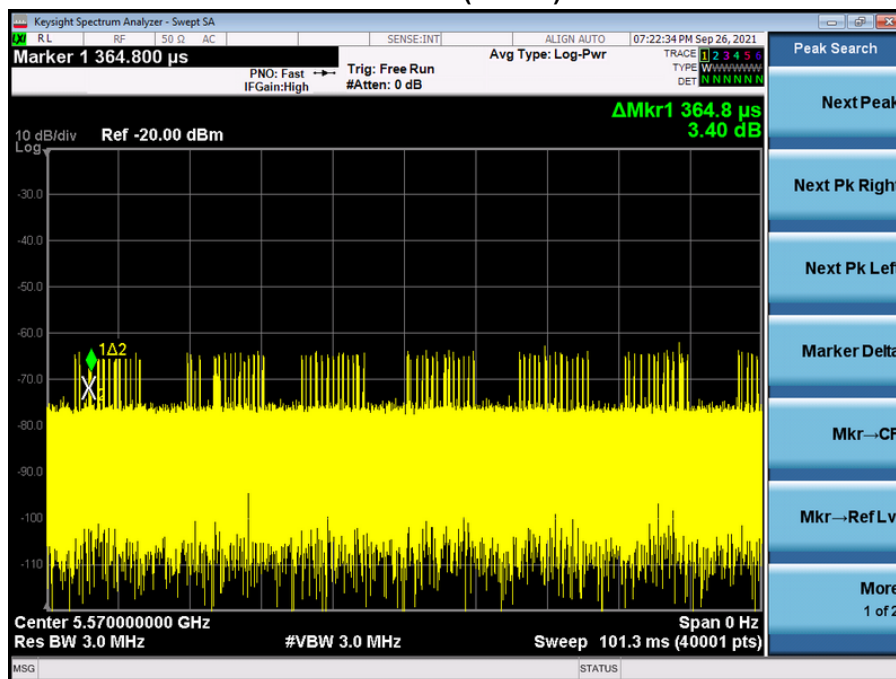 Keysight Spectrum Analyzer - Swept SA
LXI RL RF 50 Ω AC SENSE:INT ALIGN AUTO 07:22:34 PM Sep 26, 2021
Marker 1 364.800 µs
PNO: Fast
IFGain:High
Trig: Free Run
#Atten: 0 dB
Avg Type: Log-Pwr
TRACE 1 2 3 4 5 6
TYPE WWWWWW
DET N N N N N N
ΔMkr1 364.8 µs
3.40 dB
10 dB/div Ref -20.00 dBm
Log
-30.0
-40.0
-50.0
-60.0
-70.0
-80.0
-90.0
-100
-110
1Δ2
2
Center 5.570000000 GHz
Span 0 Hz
Res BW 3.0 MHz
#VBW 3.0 MHz
Sweep 101.3 ms (40001 pts)
MSG
STATUS
Peak Search
Next Peak
Next Pk Right
Next Pk Left
Marker Delta
Mkr→CF
Mkr→Ref Lv
More
1 of 2